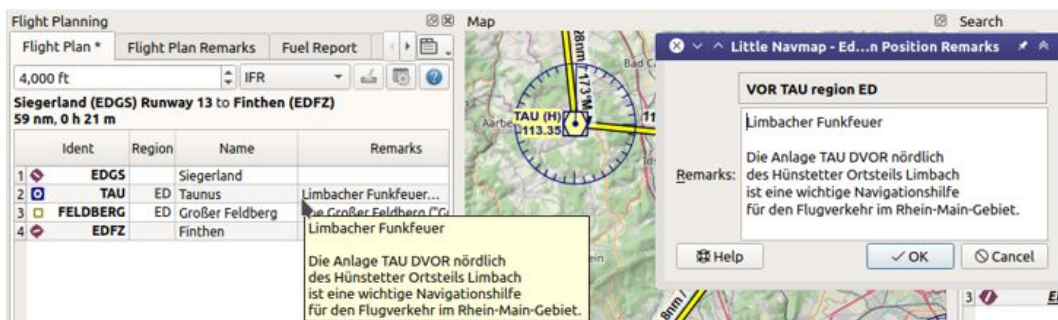 Flight Planning
Flight Plan *
Flight Plan Remarks
Fuel Report
4,000 ft
IFR
Siegerland (EDGS) Runway 13 to Finthen (EDFZ)
59 nm, 0 h 21 m
Ident Region Name Remarks
1 EDGS Siegerland
2 TAU ED Taunus Limbacher Funkfeuer...
3 FELDBERG ED Großer Feldberg
4 EDFZ Finthen
Limbacher Funkfeuer
Die Anlage TAU DVOR nördlich
des Hünstetter Ortsteils Limbach
ist eine wichtige Navigationshilfe
für den Flugverkehr im Rhein-Main-Gebiet.
Map
173°M
TAU (H)
113.35
Search
Little Navmap - Ed...n Position Remarks
VOR TAU region ED
Remarks:
Limbacher Funkfeuer
Die Anlage TAU DVOR nördlich
des Hünstetter Ortsteils Limbach
ist eine wichtige Navigationshilfe
für den Flugverkehr im Rhein-Main-Gebiet.
Help
OK
Cancel
3